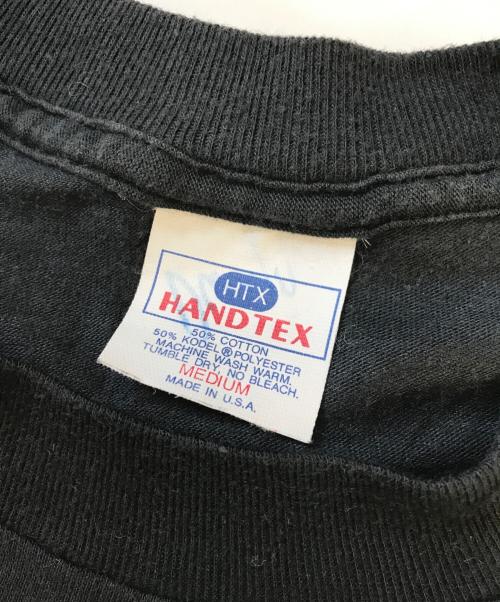 HTX
HANDTEX
50% COTTON
50% KODEL®POLYESTER
MACHINE WASH WARM.
TUMBLE DRY, NO BLEACH.
MEDIUM
MADE IN U.S.A.